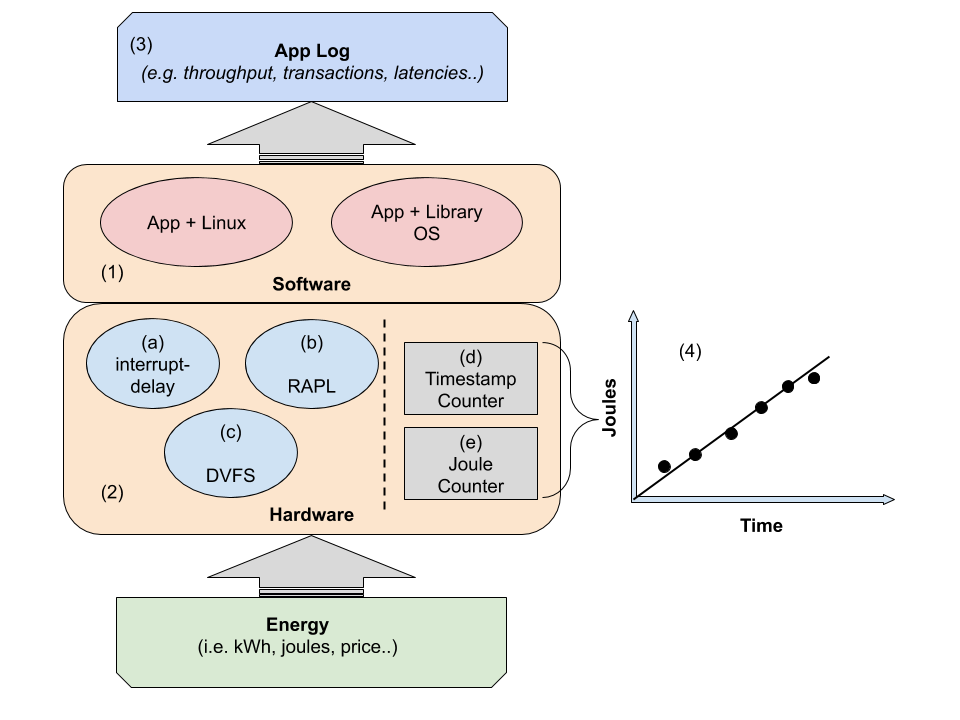 (3)
App Log
(e.g. throughput, transactions, latencies..)
App + Linux
App + Library
OS
(1)
Software
(a)
interrupt-
delay
(b)
RAPL
(c)
DVFS
(2)
Hardware
(d)
Timestamp
Counter
(e)
Joule
Counter
(4)
Joules
Time
Energy
(i.e. kWh, joules, price..)